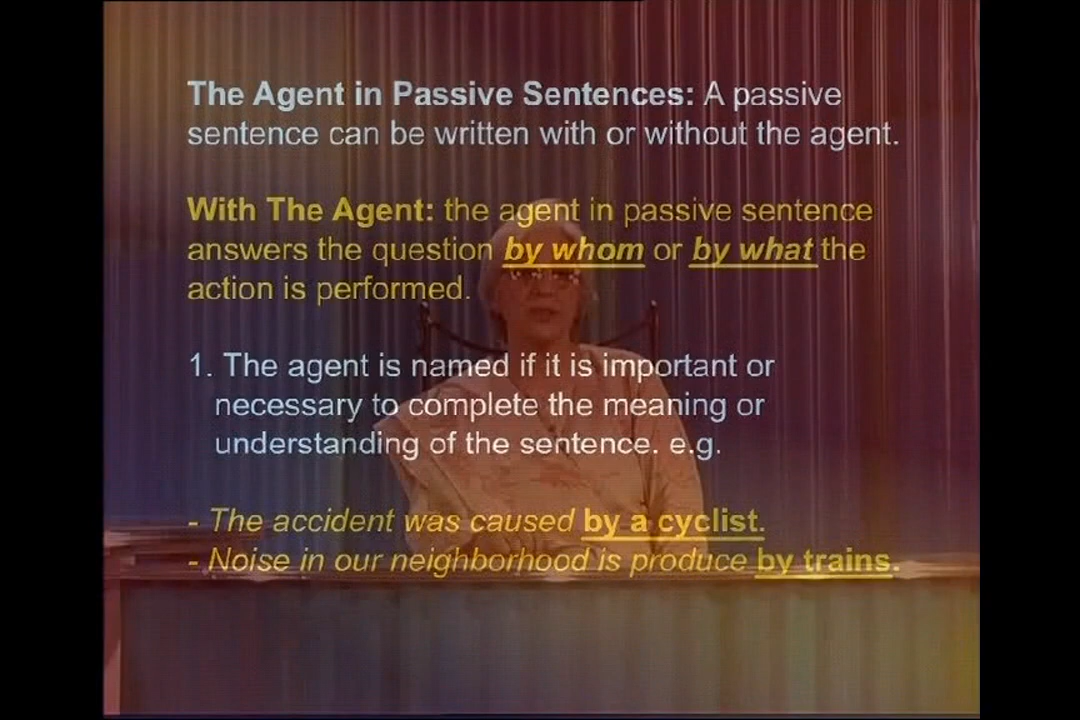 The Agent in Passive Sentences: A passive
sentence can be written with or without the agent.
With The Agent: the agent in passive sentence
answers the question by whom or by what the
action is performed.
1. The agent is named if it is important or
necessary to complete the meaning or
understanding of the sentence. e.g.
- The accident was caused by a cyclist.
- Noise in our neighborhood is produce by trains.